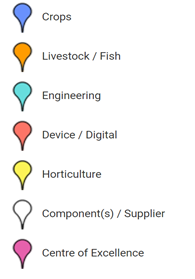 Crops
Livestock / Fish
Engineering
Device / Digital
Horticulture
Component(s) / Supplier
Centre of Excellence